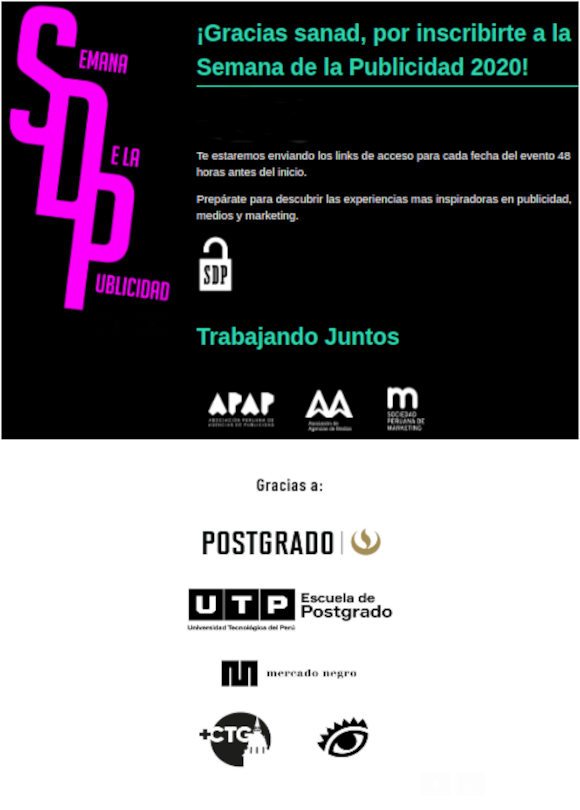 SEMANA
DE LA
PUBLICIDAD
¡Gracias sanad, por inscribirte a la
Semana de la Publicidad 2020!
Te estaremos enviando los links de acceso para cada fecha del evento 48
horas antes del inicio.
Prepárate para descubrir las experiencias mas inspiradoras en publicidad,
medios y marketing.
SDP
Trabajando Juntos
APAP
ASOCIACIÓN PERUANA DE
AGENCIAS DE PUBLICIDAD
AA
Asociación de
Agencias de Medios
m
SOCIEDAD
PERUANA DE
MARKETING
Gracias a:
POSTGRADO
UTP
Universidad Tecnológica del Perú
Escuela de
Postgrado
mercado negro
+CTG